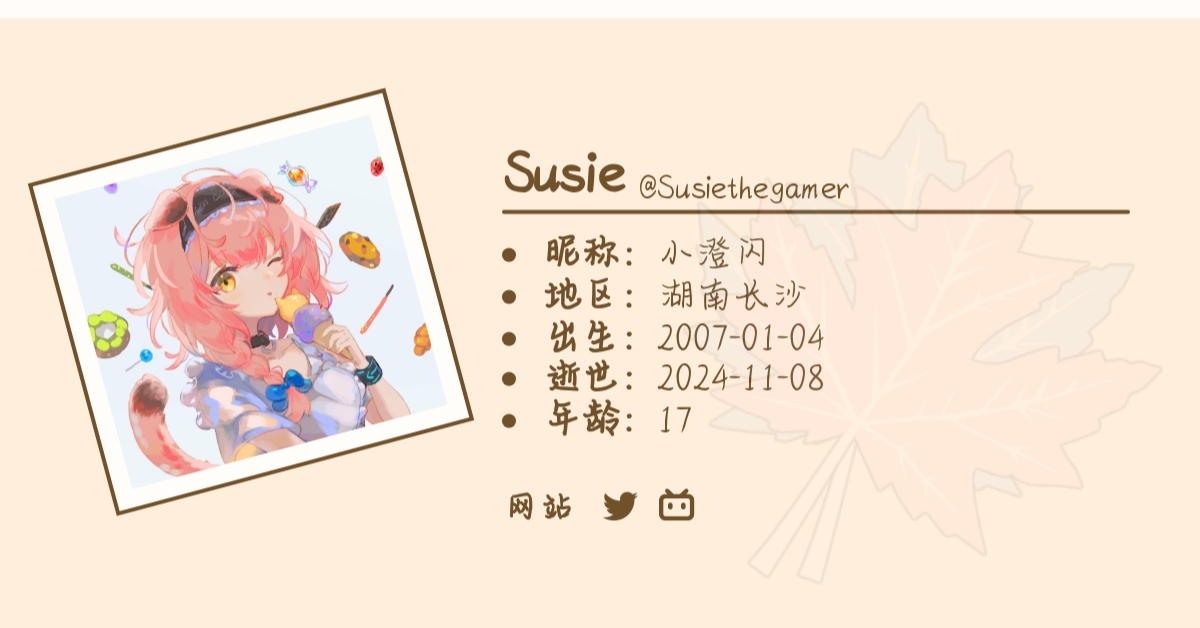 Susie @Susiethegamer
昵称： 小澄闪
地区： 湖南长沙
出生： 2007-01-04
逝世： 2024-11-08
年龄： 17
网站